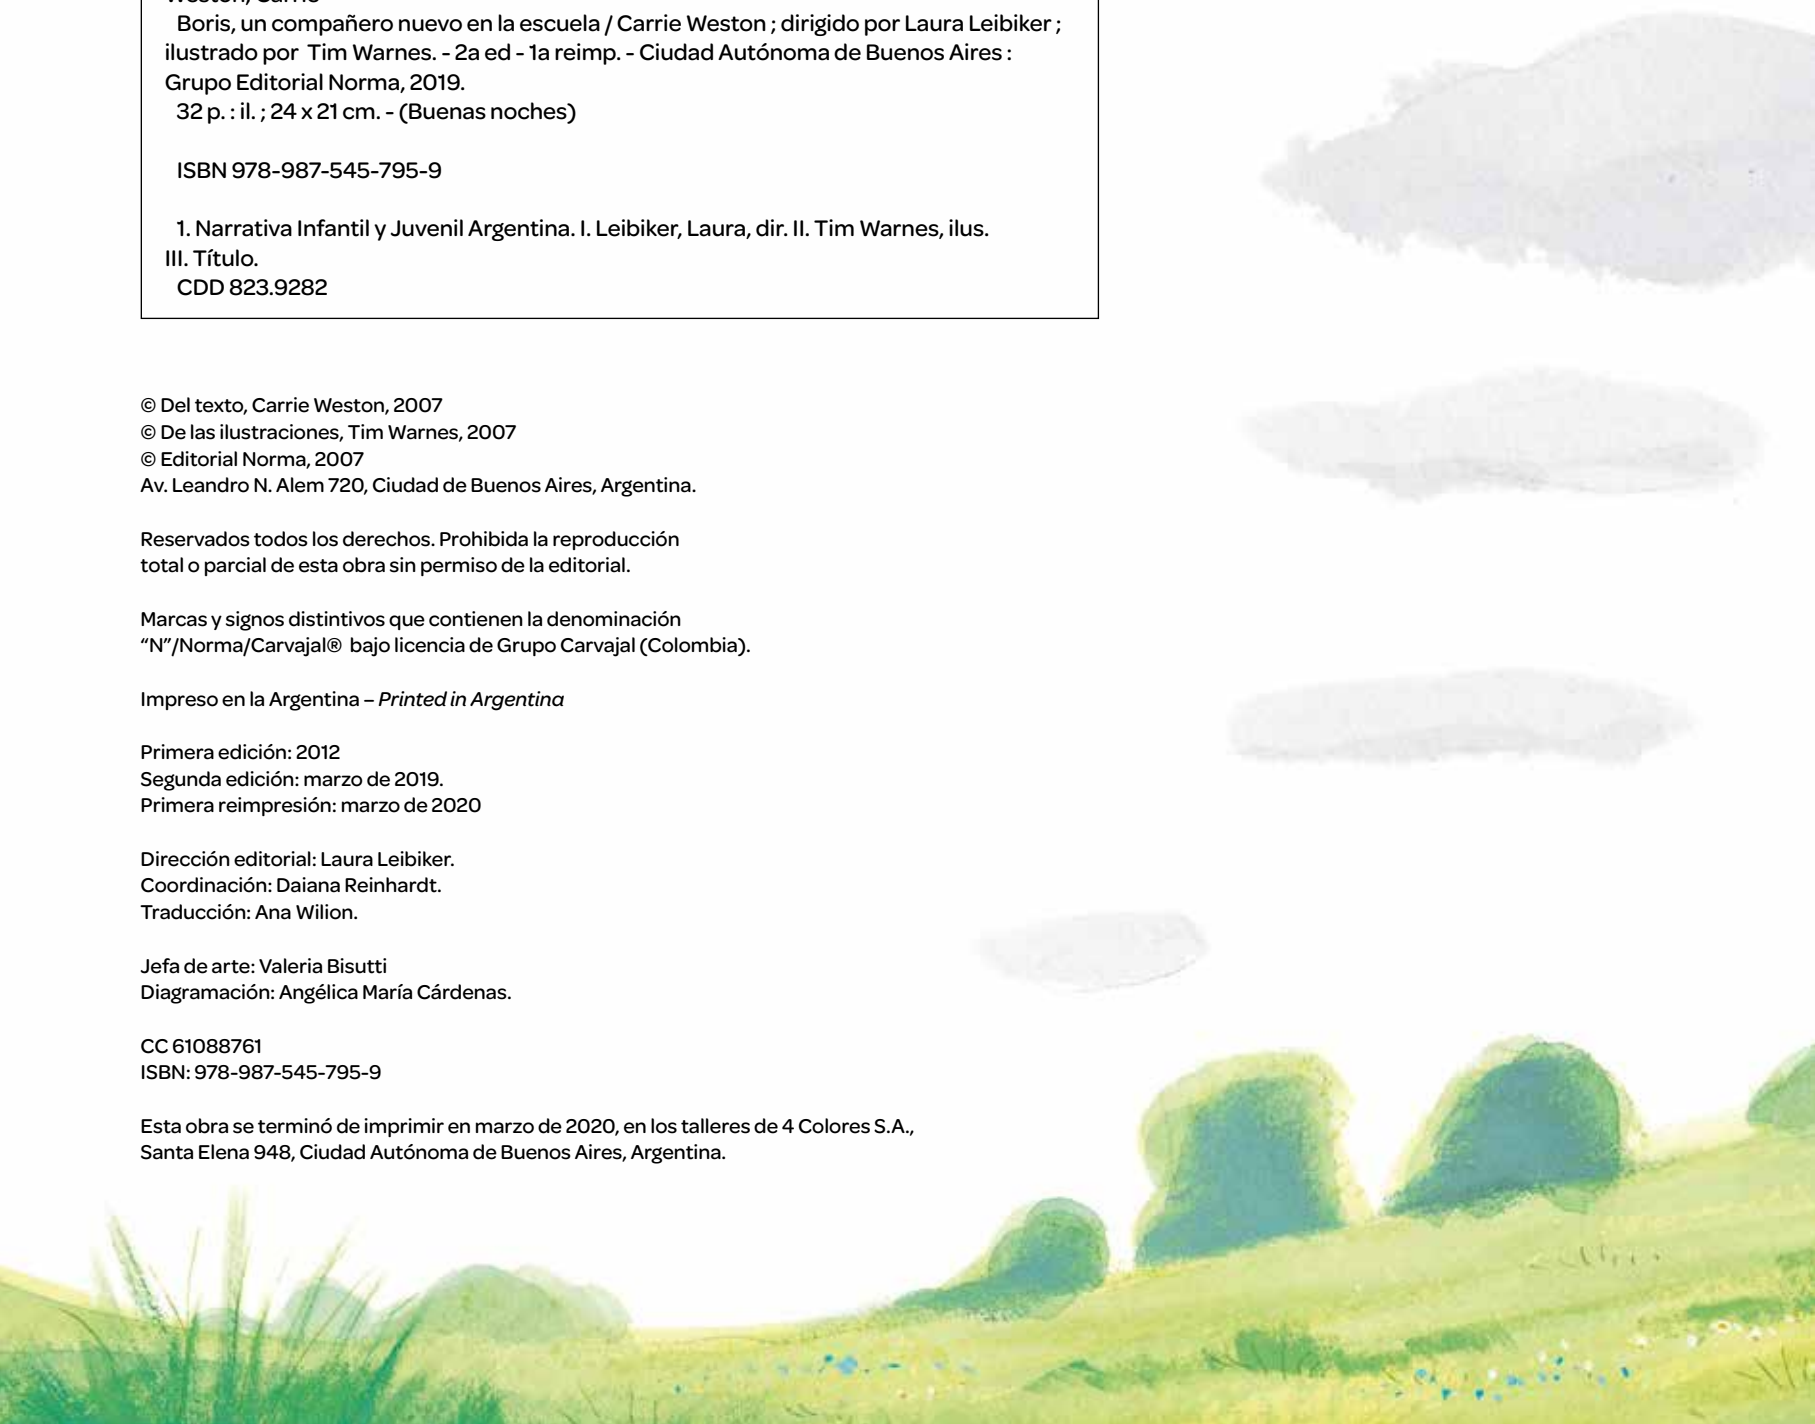 Weston, Carrie
Boris, un compañero nuevo en la escuela / Carrie Weston ; dirigido por Laura Leibiker ;
ilustrado por Tim Warnes. - 2a ed - 1a reimp. - Ciudad Autónoma de Buenos Aires :
Grupo Editorial Norma, 2019.
32 p. : il. ; 24 x 21 cm. - (Buenas noches)
ISBN 978-987-545-795-9
1. Narrativa Infantil y Juvenil Argentina. I. Leibiker, Laura, dir. II. Tim Warnes, ilus.
III. Título.
CDD 823.9282
© Del texto, Carrie Weston, 2007
© De las ilustraciones, Tim Warnes, 2007
© Editorial Norma, 2007
Av. Leandro N. Alem 720, Ciudad de Buenos Aires, Argentina.
Reservados todos los derechos. Prohibida la reproducción
total o parcial de esta obra sin permiso de la editorial.
Marcas y signos distintivos que contienen la denominación
“N”/Norma/Carvajal® bajo licencia de Grupo Carvajal (Colombia).
Impreso en la Argentina – Printed in Argentina
Primera edición: 2012
Segunda edición: marzo de 2019.
Primera reimpresión: marzo de 2020
Dirección editorial: Laura Leibiker.
Coordinación: Daiana Reinhardt.
Traducción: Ana Wilion.
Jefa de arte: Valeria Bisutti
Diagramación: Angélica María Cárdenas.
CC 61088761
ISBN: 978-987-545-795-9
Esta obra se terminó de imprimir en marzo de 2020, en los talleres de 4 Colores S.A.,
Santa Elena 948, Ciudad Autónoma de Buenos Aires, Argentina.